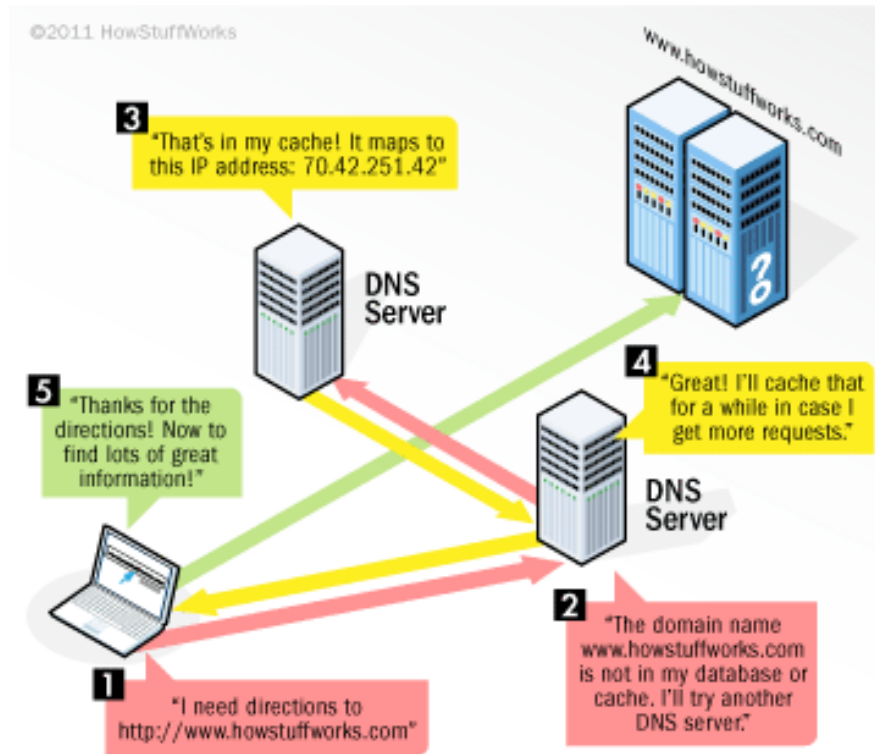 ©2011 HowStuffWorks
www.howstuffworks.com
3
"That's in my cache! It maps to
this IP address: 70.42.251.42"
DNS
Server
4
"Great! I'll cache that
for a while in case I
get more requests."
5
"Thanks for the
directions! Now to
find lots of great
information!"
DNS
Server
2
"The domain name
www.howstuffworks.com
is not in my database or
cache. I'll try another
DNS server."
1
"I need directions to
http://www.howstuffworks.com"